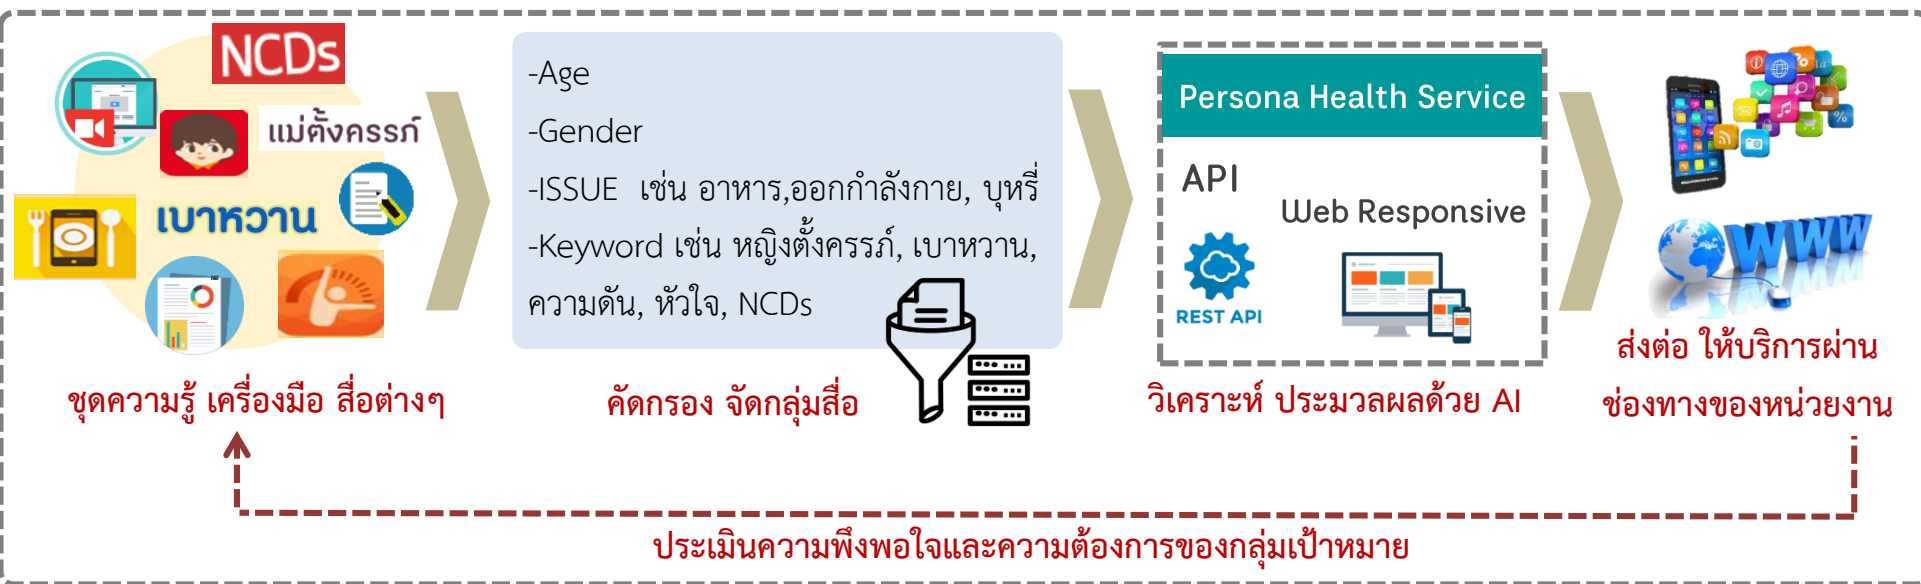 NCDs
แม่ตั้งครรภ์
เบาหวาน
ชุดความรู้ เครื่องมือ สื่อต่างๆ
-Age
-Gender
-ISSUE เช่น อาหาร,ออกกำลังกาย, บุหรี่
-Keyword เช่น หญิงตั้งครรภ์, เบาหวาน,
ความดัน, หัวใจ, NCDs
คัดกรอง จัดกลุ่มสื่อ
Persona Health Service
API
Web Responsive
REST API
วิเคราะห์ ประมวลผลด้วย AI
WWW
ส่งต่อ ให้บริการผ่าน
ช่องทางของหน่วยงาน
ประเมินความพึงพอใจและความต้องการของกลุ่มเป้าหมาย